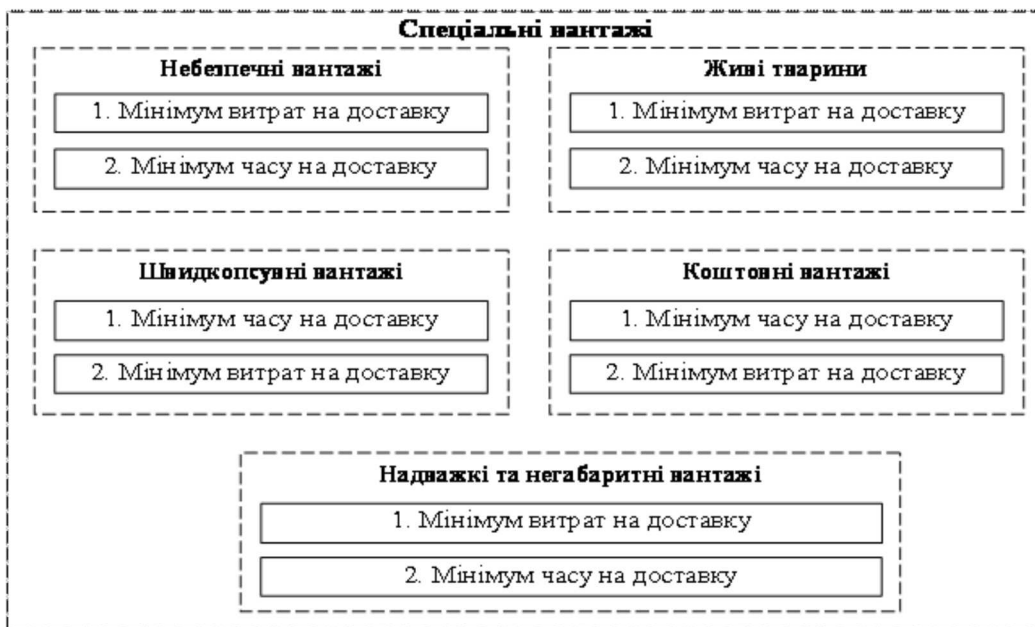 Спеціальні вантажі
Небезпечні вантажі
1. Мінімум витрат на доставку
2. Мінімум часу на доставку
Живі тварини
1. Мінімум витрат на доставку
2. Мінімум часу на доставку
Швидкопсувні вантажі
1. Мінімум часу на доставку
2. Мінімум витрат на доставку
Коштовні вантажі
1. Мінімум часу на доставку
2. Мінімум витрат на доставку
Надважкі та негабаритні вантажі
1. Мінімум витрат на доставку
2. Мінімум часу на доставку